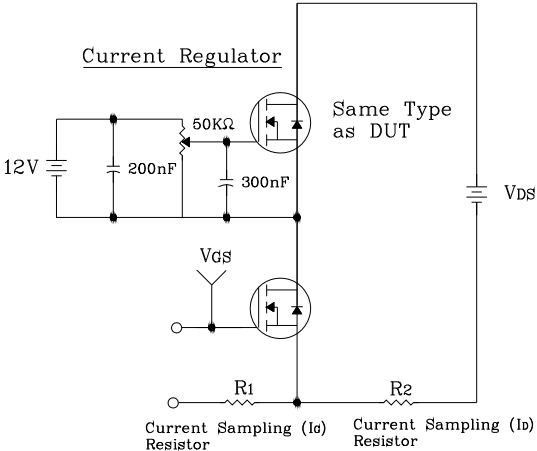 Current Regulator
Same Type
as DUT
50KΩ
12V
200nF
300nF
VDS
VGS
R1
R2
Current Sampling (IG)
Resistor
Current Sampling (ID)
Resistor